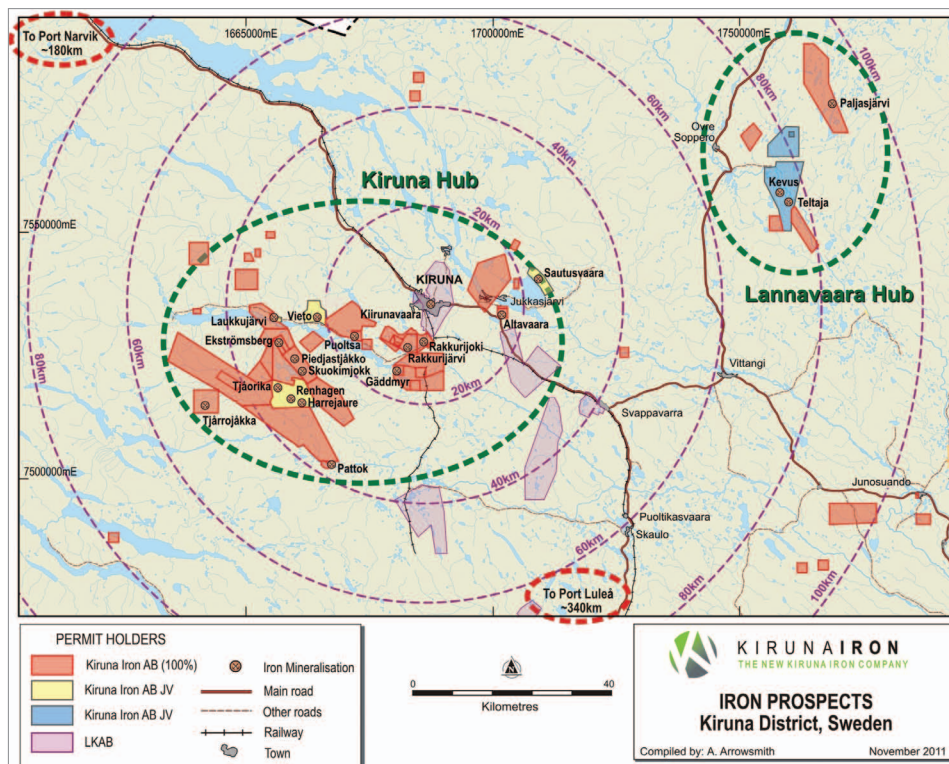 To Port Narvik
~180km
1665000mE
1700000mE
1750000mE
100km
80km
60km
40km
20km
Paljasjärvi
Ovre
Soppero
Kevus
Teltaja
Kiruna Hub
7550000mE
KIRUNA
Sautusvaara
Jukkasjärvi
Lannavaara Hub
Laukkujärvi
Vieto
Kiirunavaara
Altavaara
Ekströmsberg
Puoltsa
Rakkurijoki
Rakkurijärvi
Piedjastjåkko
Skuokimjokk
Gäddmyr
Vittangi
Tjåorika
Renhagen
Harrejaure
20km
Tjårrojåkka
Svappavarra
80km
60km
Pattok
7500000mE
40km
Junosuando
Puoltikasvaara
Skaulo
60km
80km
100km
To Port Luleå
~340km
PERMIT HOLDERS
Kiruna Iron AB (100%)
Kiruna Iron AB JV
Kiruna Iron AB JV
LKAB
Iron Mineralisation
Main road
Other roads
Railway
Town
N
0 20 40
Kilometres
KIRUNAIRON
THE NEW KIRUNA IRON COMPANY
IRON PROSPECTS
Kiruna District, Sweden
Compiled by: A. Arrowsmith November 2011